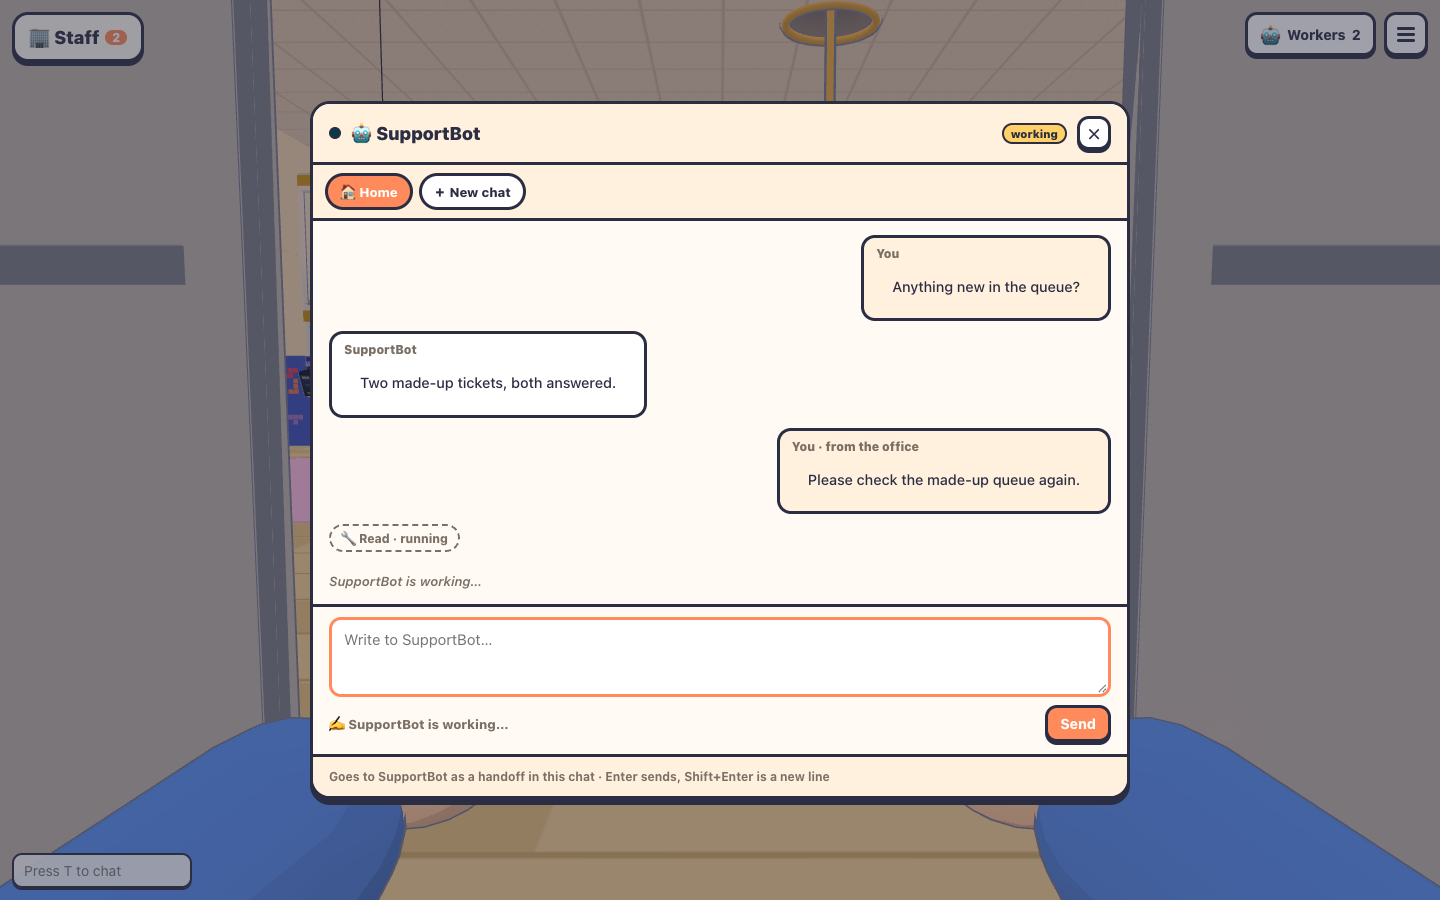 Staff 2
Workers 2
SupportBot
working
Home
+ New chat
You
Anything new in the queue?
SupportBot
Two made-up tickets, both answered.
You · from the office
Please check the made-up queue again.
Read · running
SupportBot is working...
Write to SupportBot...
SupportBot is working...
Send
Goes to SupportBot as a handoff in this chat · Enter sends, Shift+Enter is a new line
Press T to chat